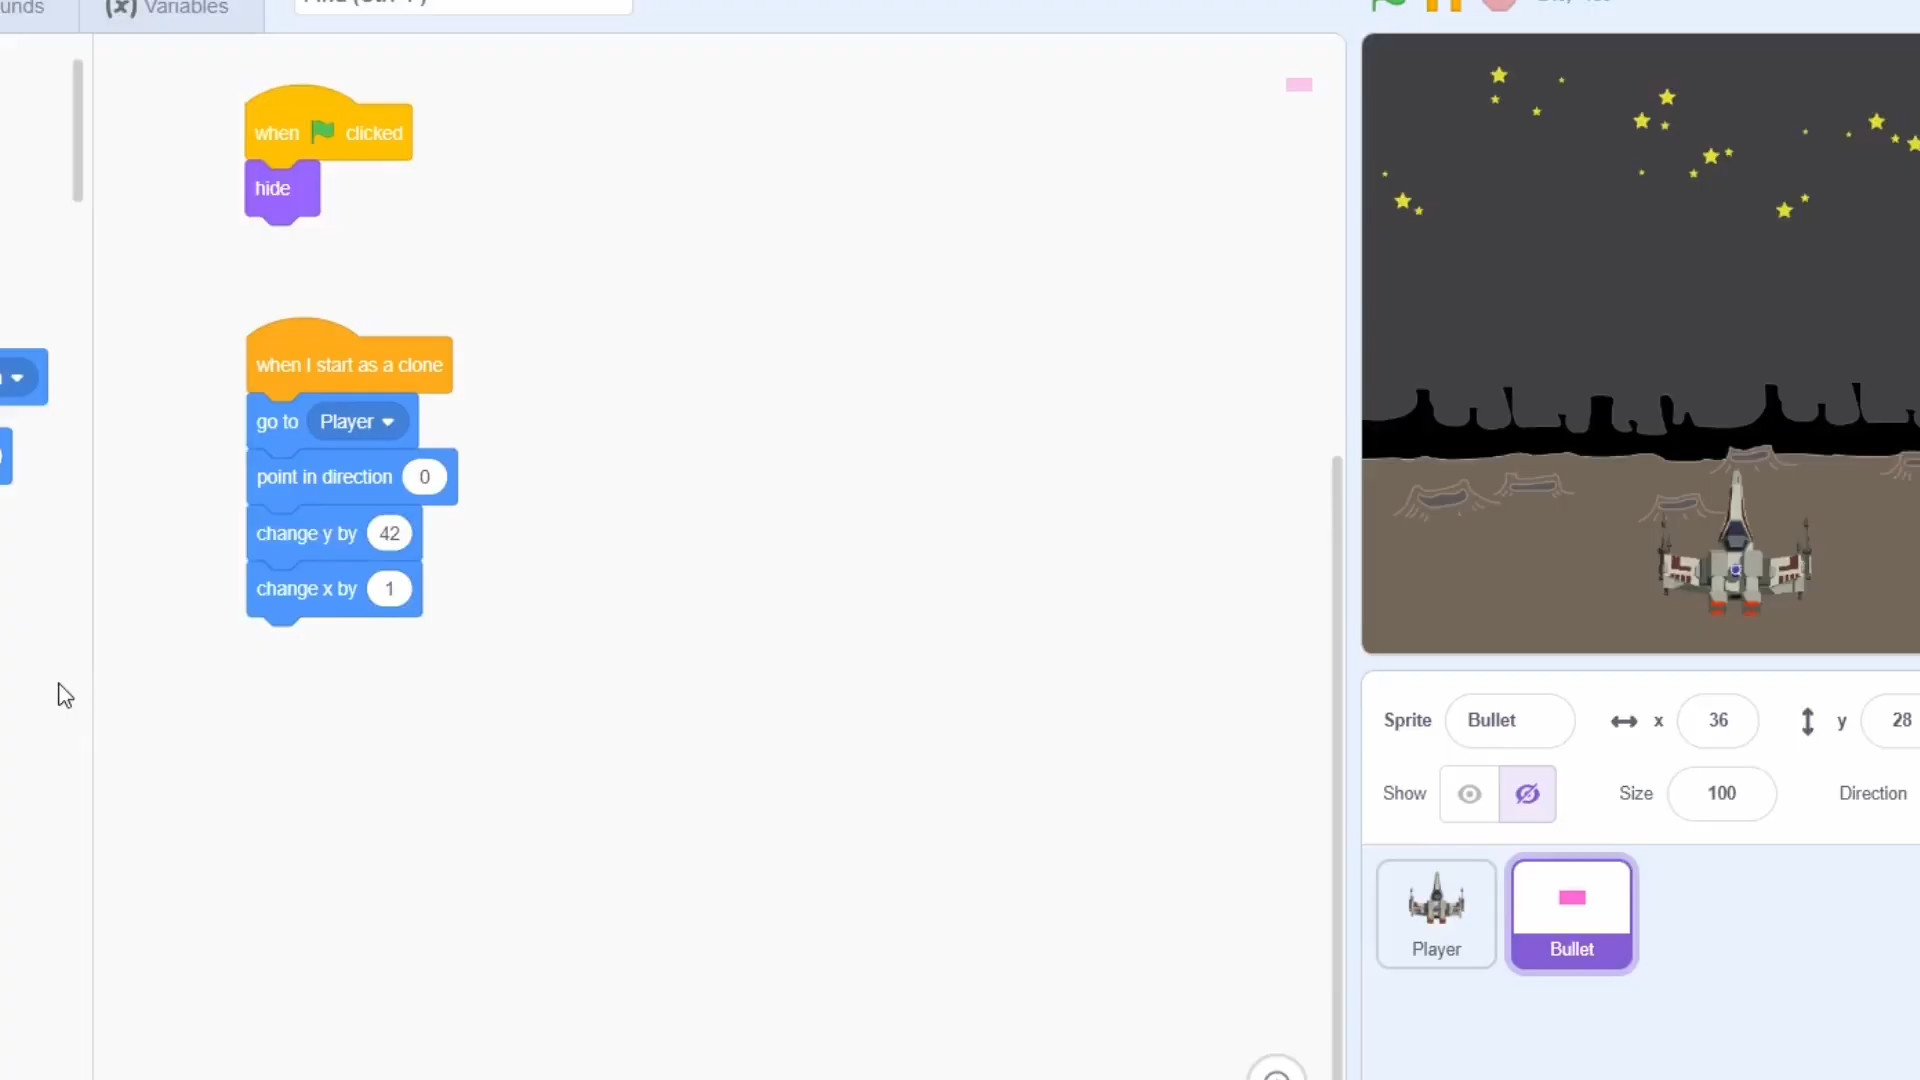 unds
(x) Variables
when clicked
hide
when I start as a clone
go to Player
point in direction 0
change y by 42
change x by 1
Sprite Bullet x 36 y 28
Show Size 100 Direction
Player
Bullet